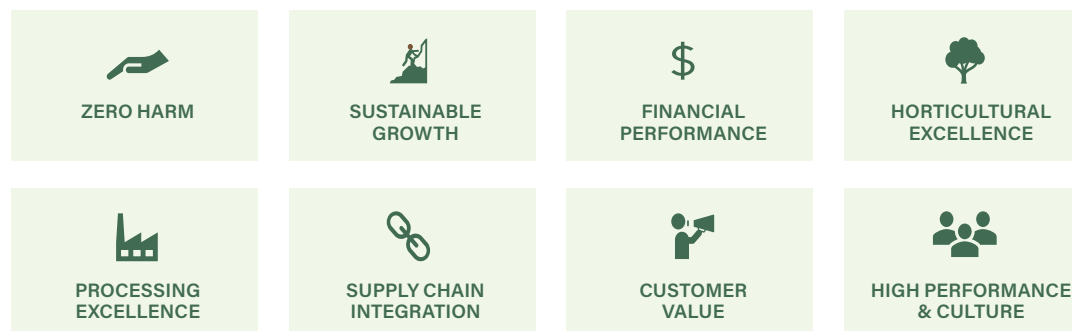 ZERO HARM
SUSTAINABLE
GROWTH
$
FINANCIAL
PERFORMANCE
HORTICULTURAL
EXCELLENCE
PROCESSING
EXCELLENCE
SUPPLY CHAIN
INTEGRATION
CUSTOMER
VALUE
HIGH PERFORMANCE
& CULTURE